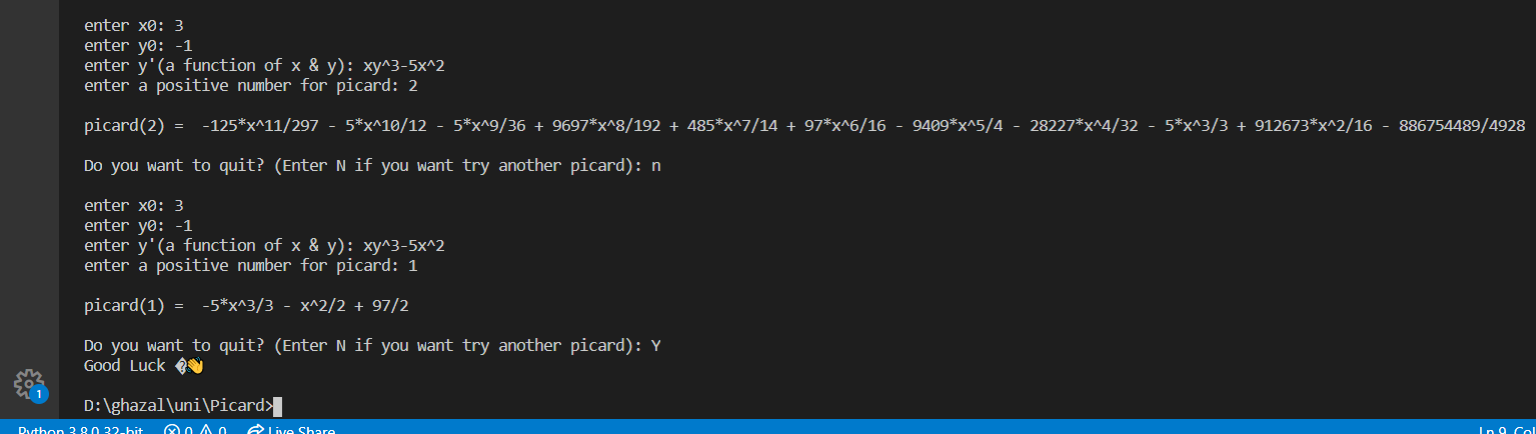 enter x0: 3
enter y0: -1
enter y'(a function of x & y): xy^3-5x^2
enter a positive number for picard: 2
picard(2) =  -125*x^11/297 - 5*x^10/12 - 5*x^9/36 + 9697*x^8/192 + 485*x^7/14 + 97*x^6/16 - 9409*x^5/4 - 28227*x^4/32 - 5*x^3/3 + 912673*x^2/16 - 886754489/4928
Do you want to quit? (Enter N if you want try another picard): n
enter x0: 3
enter y0: -1
enter y'(a function of x & y): xy^3-5x^2
enter a positive number for picard: 1
picard(1) =  -5*x^3/3 - x^2/2 + 97/2
Do you want to quit? (Enter N if you want try another picard): Y
Good Luck �👋
1
D:\ghazal\uni\Picard>
Python 3.8.0 32-bit 0 0 Live Share Ln 9, Col